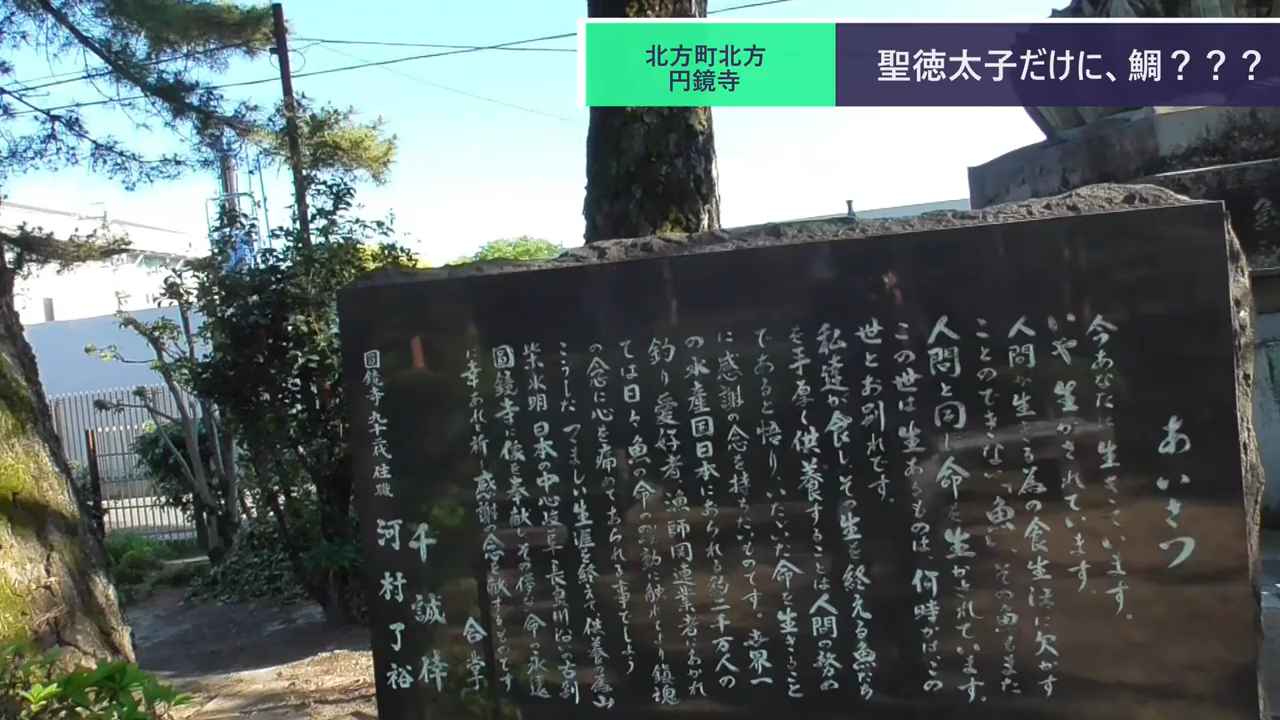 北方町北方
円鏡寺
聖徳太子だけに、鯛？？？
あいさつ
今あなたは生きています。
いや生かされています。
人間が生きる為の食生活に欠かす
ことのできない「魚」、その魚もまた
人間と同じ命を生かされています。
この世は生あるものは、何時かはこの
世とお別れです。
私達が食しその生を終える魚たち
を手厚く供養することは人間の努め
であると悟り、いただいた命を生きること
に感謝の念を持ちたいものです。世界一
の水産国日本におられる約二千万人の
釣り愛好者、漁師関連業者におかれ
ては日々魚の命の躍動に触れより鎮魂
の念に心を痛めておられる事でしょう
こうした つつましい生涯を終えて供養の為山
紫水明 日本の中心岐阜 長良川沿い古刹
圓鏡寺に像を奉献しその傍を命の永遠
に幸あれと祈り感謝の念を献するものです
合掌
圓鏡寺 九十代 住職
千誠梓
河村了裕